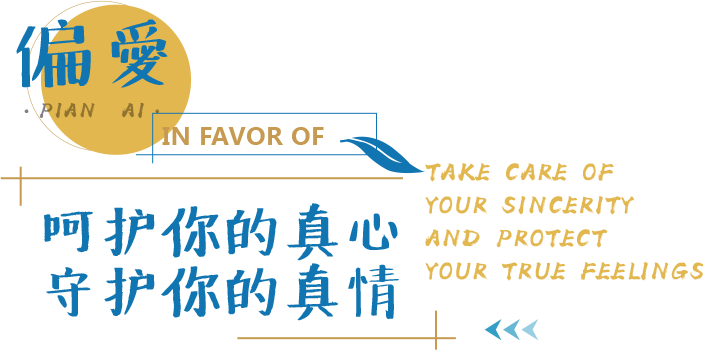 偏愛
·PIAN AI·
IN FAVOR OF
TAKE CARE OF
YOUR SINCERITY
AND PROTECT
YOUR TRUE FEELINGS
呵护你的真心
守护你的真情